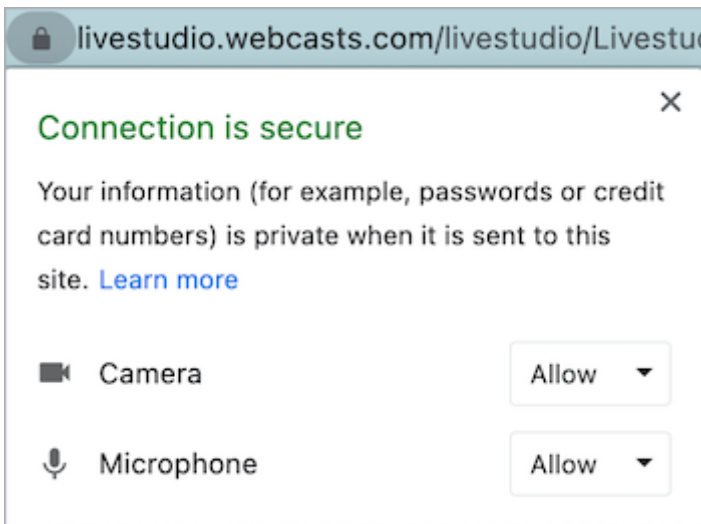 livestudio.webcasts.com/livestudio/Livestu
Connection is secure
Your information (for example, passwords or credit
card numbers) is private when it is sent to this
site. Learn more
Camera
Allow
Microphone
Allow